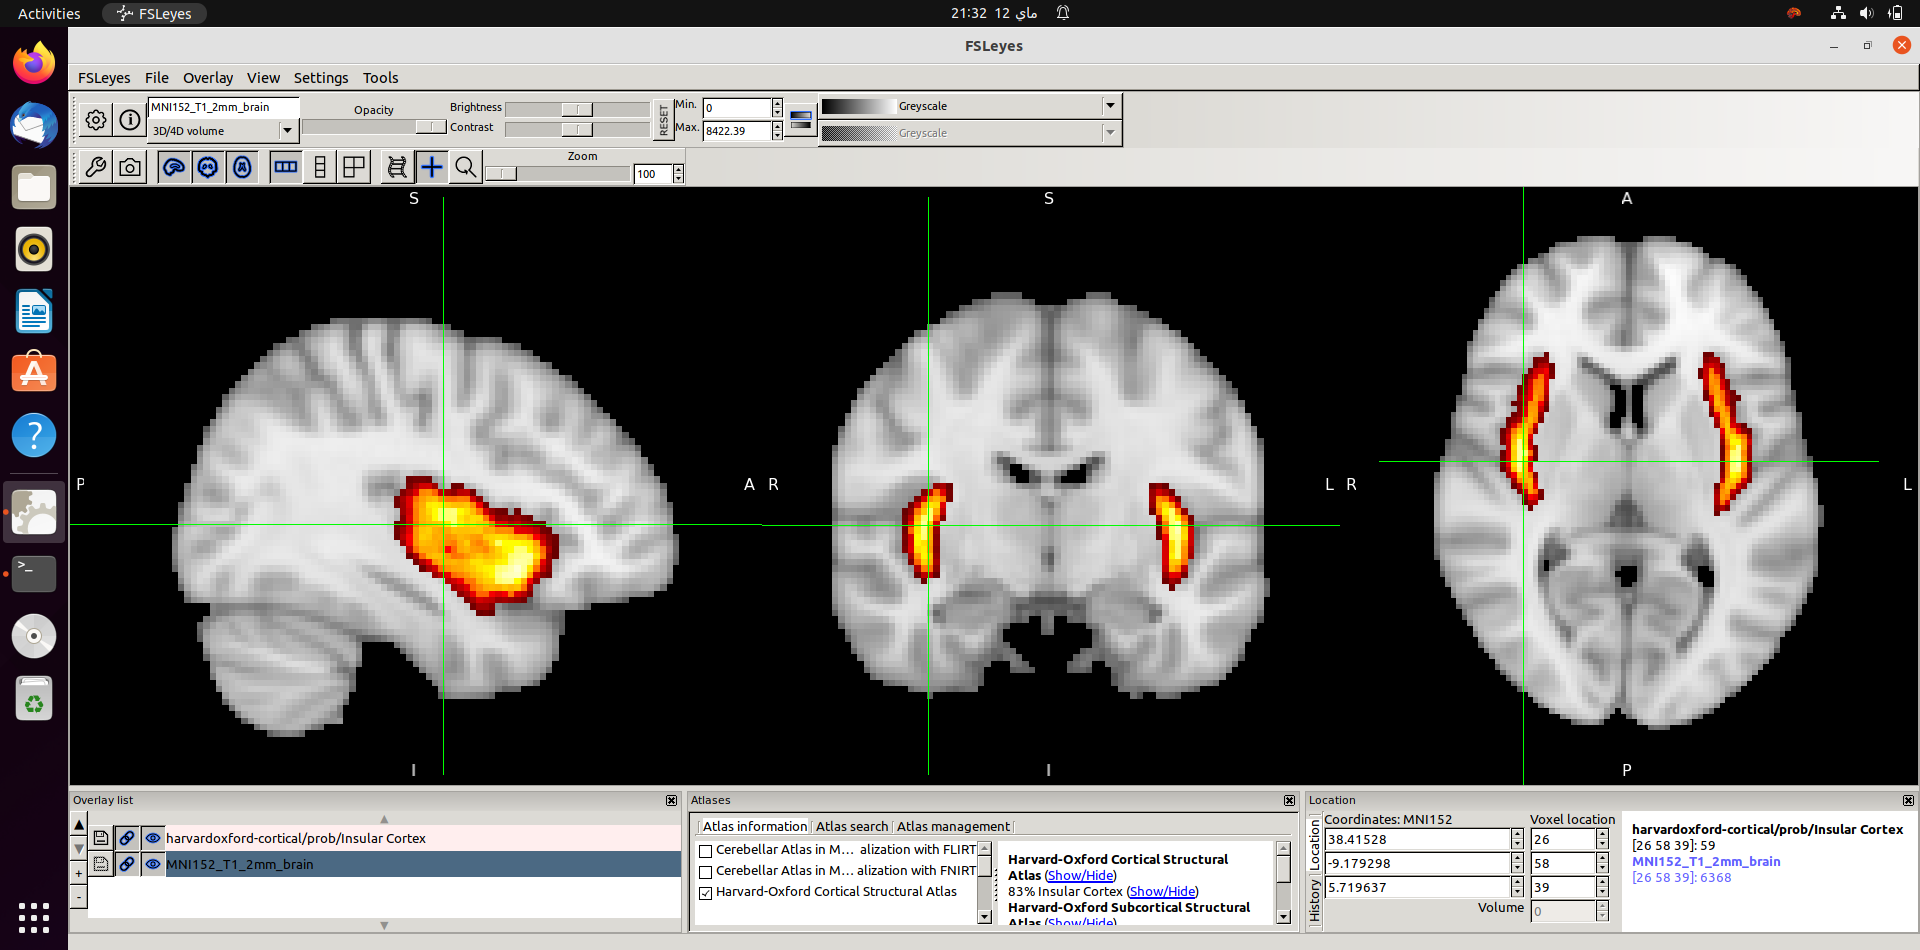 Activities
FSLeyes
21:32 12 ماي
FSLeyes
FSLeyes File Overlay View Settings Tools
MNI152_T1_2mm_brain
3D/4D volume
Opacity
Brightness
Contrast
RESET
Min. 0
Max. 8422.39
Greyscale
Greyscale
Zoom
100
S
P
A
I
S
R
L
I
A
R
L
P
Overlay list
harvardoxford-cortical/prob/Insular Cortex
MNI152_T1_2mm_brain
Atlases
Atlas information Atlas search Atlas management
Cerebellar Atlas in M... alization with FLIRT
Cerebellar Atlas in M... alization with FNIRT
Harvard-Oxford Cortical Structural Atlas
Harvard-Oxford Cortical Structural
Atlas (Show/Hide)
83% Insular Cortex (Show/Hide)
Harvard-Oxford Subcortical Structural
Atlas (Show/Hide)
Location
Location
History
Coordinates: MNI152 Voxel location
38.41528 26
-9.179298 58
5.719637 39
Volume 0
harvardoxford-cortical/prob/Insular Cortex
[26 58 39]: 59
MNI152_T1_2mm_brain
[26 58 39]: 6368